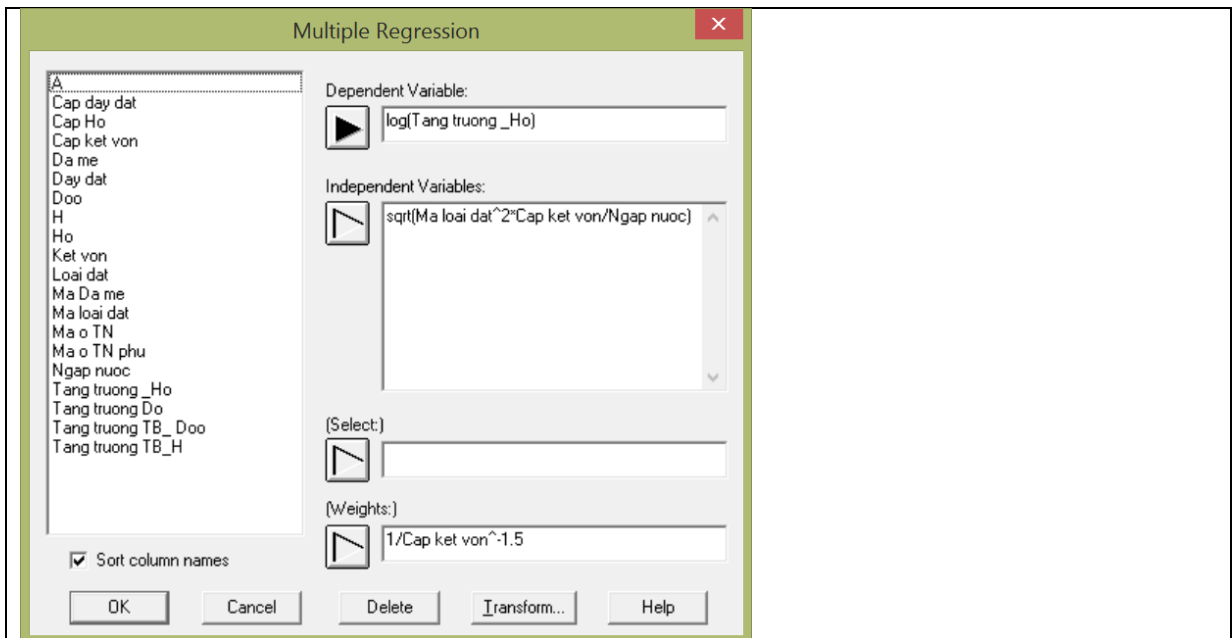 Multiple Regression
A
Cap day dat
Cap Ho
Cap ket von
Da me
Day dat
Doo
H
Ho
Ket von
Loai dat
Ma Da me
Ma loai dat
Ma o TN
Ma o TN phu
Ngap nuoc
Tang truong _Ho
Tang truong Do
Tang truong TB_ Doo
Tang truong TB_H
Sort column names
Dependent Variable:
log(Tang truong _Ho)
Independent Variables:
sqrt(Ma loai dat^2*Cap ket von/Ngap nuoc)
(Select:)
(Weights:)
1/Cap ket von^-1.5
OK Cancel Delete Transform... Help